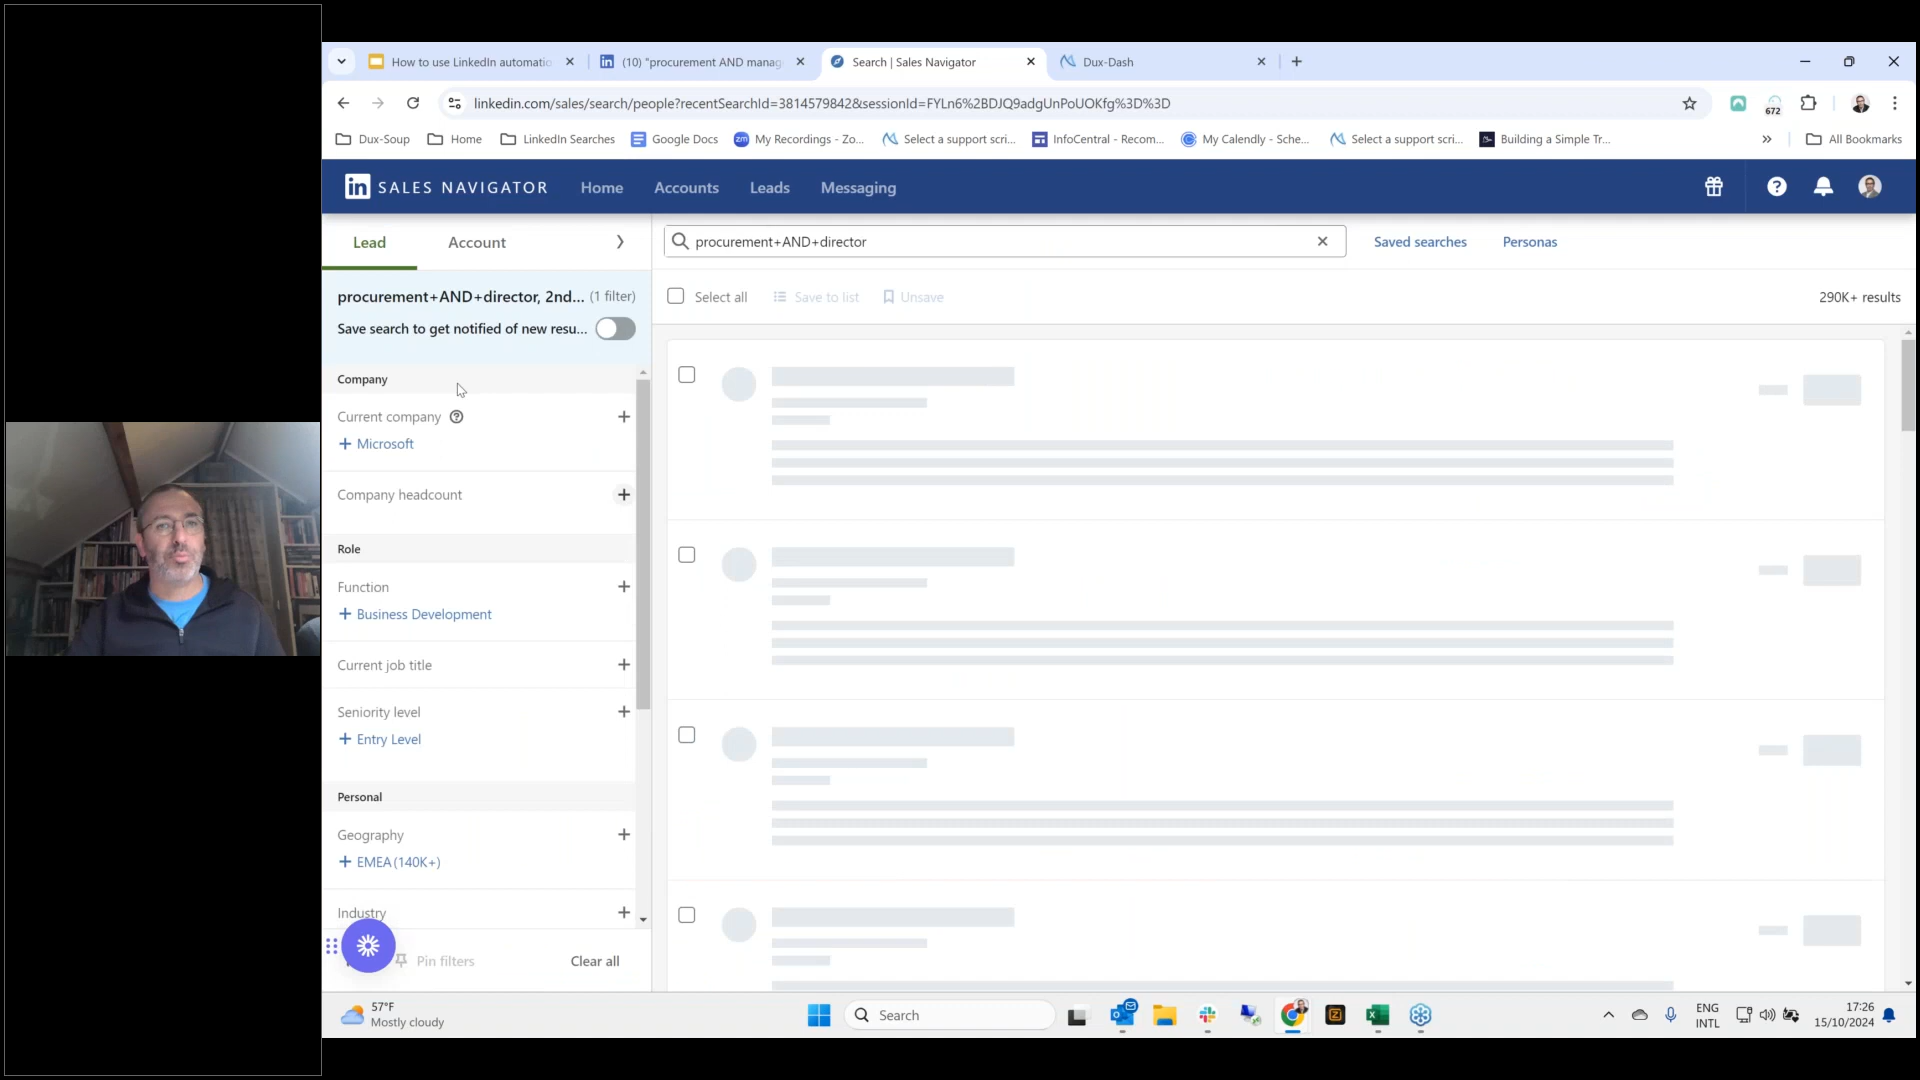 How to use LinkedIn automatio
(10) "procurement AND manag
Search | Sales Navigator
Dux-Dash
linkedin.com/sales/search/people?recentSearchId=3814579842&sessionId=FYLn6%2BDJQ9adgUnPoUOKfg%3D%3D
672
Dux-Soup
Home
LinkedIn Searches
Google Docs
My Recordings - Zo...
Select a support scri...
InfoCentral - Recom...
My Calendly - Sche...
Select a support scri...
Building a Simple Tr...
All Bookmarks
in SALES NAVIGATOR
Home
Accounts
Leads
Messaging
Lead
Account
procurement+AND+director
Saved searches
Personas
procurement+AND+director, 2nd... (1 filter)
Save search to get notified of new resu...
Select all
Save to list
Unsave
290K+ results
Company
Current company
+ Microsoft
Company headcount
Role
Function
+ Business Development
Current job title
Seniority level
+ Entry Level
Personal
Geography
+ EMEA (140K+)
Industry
Pin filters
Clear all
57°F
Mostly cloudy
Search
ENG
INTL
17:26
15/10/2024